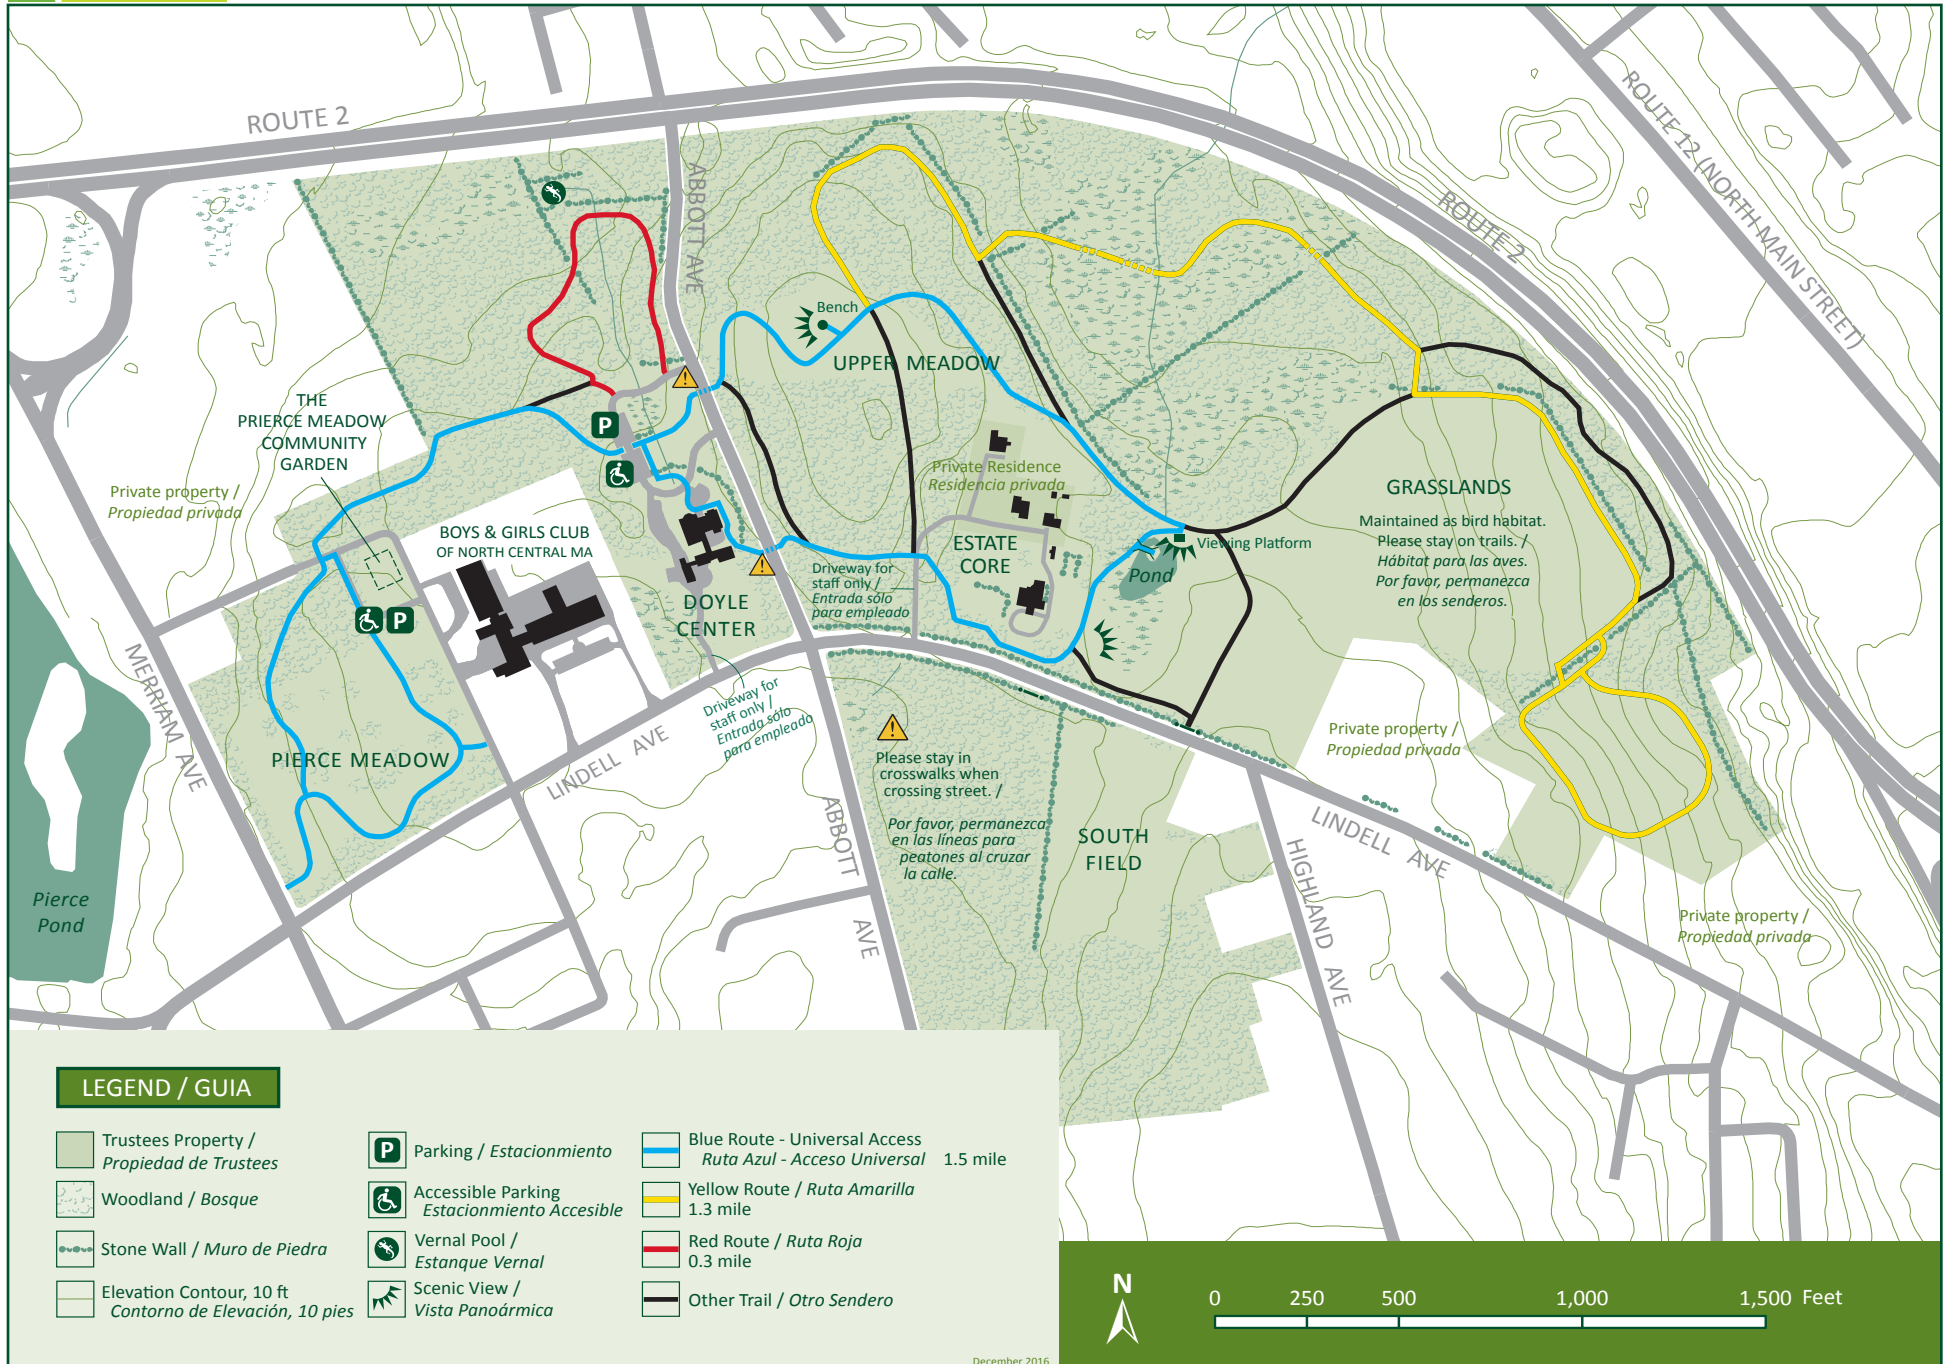 ROUTE 2
ABBOTT AVE
ROUTE 2
ROUTE 12 (NORTH MAIN STREET)
Bench
UPPER MEADOW
THE
PRIERCE MEADOW
COMMUNITY
GARDEN
P
Private property /
Propiedad privada
BOYS & GIRLS CLUB
OF NORTH CENTRAL MA
Private Residence
Residencia privada
ESTATE
CORE
Viewing Platform
Pond
GRASSLANDS
Maintained as bird habitat.
Please stay on trails. /
Hábitat para las aves.
Por favor, permanezca
en los senderos.
Driveway for
staff only /
Entrada sólo
para empleado
DOYLE
CENTER
P
MERRIAM AVE
PIERCE MEADOW
LINDELL AVE
Driveway for
staff only /
Entrada sólo
para empleado
Please stay in
crosswalks when
crossing street. /
Por favor, permanezca
en las líneas para
peatones al cruzar
la calle.
ABBOTT AVE
SOUTH
FIELD
HIGHLAND AVE
LINDELL AVE
Private property /
Propiedad privada
Private property /
Propiedad privada
Pierce
Pond
LEGEND / GUIA
Trustees Property /
Propiedad de Trustees
Woodland / Bosque
Stone Wall / Muro de Piedra
Elevation Contour, 10 ft
Contorno de Elevación, 10 pies
P
Parking / Estacionmiento
Accessible Parking
Estacionmiento Accesible
Vernal Pool /
Estanque Vernal
Scenic View /
Vista Panoármica
Blue Route - Universal Access
Ruta Azul - Acceso Universal 1.5 mile
Yellow Route / Ruta Amarilla
1.3 mile
Red Route / Ruta Roja
0.3 mile
Other Trail / Otro Sendero
December 2016
N
0 250 500 1,000 1,500 Feet